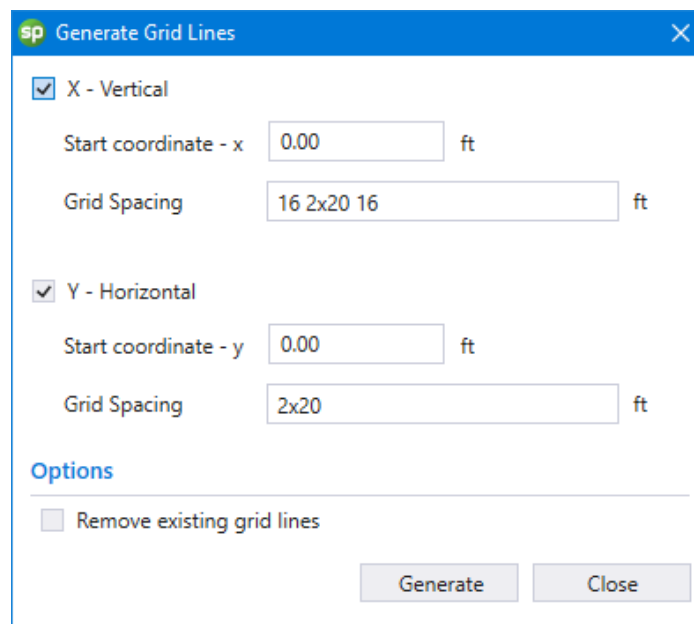 sp Generate Grid Lines
X - Vertical
Start coordinate - x 0.00 ft
Grid Spacing 16 2x20 16 ft
Y - Horizontal
Start coordinate - y 0.00 ft
Grid Spacing 2x20 ft
Options
Remove existing grid lines
Generate Close